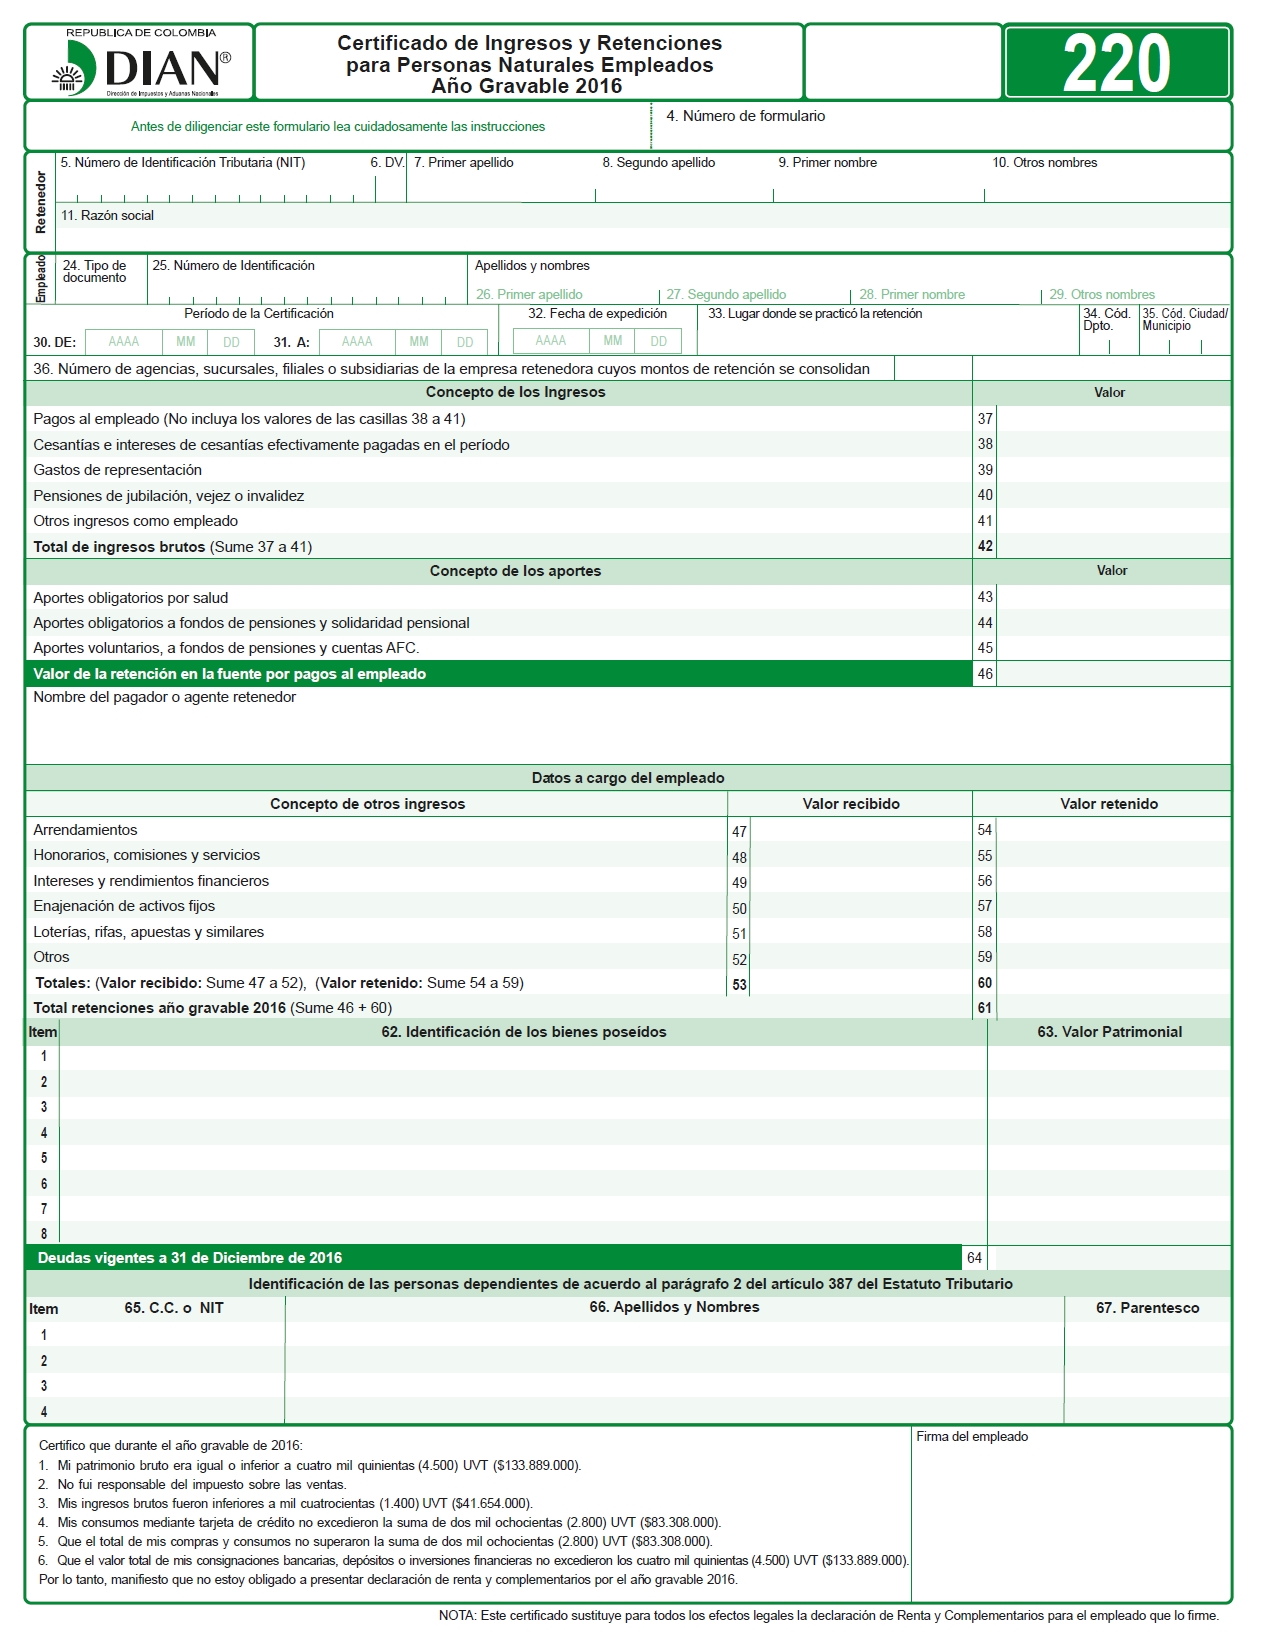 REPUBLICA DE COLOMBIA
DIAN®
Dirección de Impuestos y Aduanas Nacionales
Certificado de Ingresos y Retenciones
para Personas Naturales Empleados
Año Gravable 2016
220
Antes de diligenciar este formulario lea cuidadosamente las instrucciones
4. Número de formulario
Retenedor
5. Número de Identificación Tributaria (NIT) 6. DV. 7. Primer apellido 8. Segundo apellido 9. Primer nombre 10. Otros nombres
11. Razón social
Empleado
24. Tipo de documento 25. Número de Identificación Apellidos y nombres
26. Primer apellido 27. Segundo apellido 28. Primer nombre 29. Otros nombres
Período de la Certificación 32. Fecha de expedición 33. Lugar donde se practicó la retención 34. Cód. Dpto. 35. Cód. Ciudad/ Municipio
30. DE: AAAA MM DD 31. A: AAAA MM DD AAAA MM DD
36. Número de agencias, sucursales, filiales o subsidiarias de la empresa retenedora cuyos montos de retención se consolidan
Concepto de los Ingresos Valor
Pagos al empleado (No incluya los valores de las casillas 38 a 41) 37
Cesantías e intereses de cesantías efectivamente pagadas en el período 38
Gastos de representación 39
Pensiones de jubilación, vejez o invalidez 40
Otros ingresos como empleado 41
Total de ingresos brutos (Sume 37 a 41) 42
Concepto de los aportes Valor
Aportes obligatorios por salud 43
Aportes obligatorios a fondos de pensiones y solidaridad pensional 44
Aportes voluntarios, a fondos de pensiones y cuentas AFC. 45
Valor de la retención en la fuente por pagos al empleado 46
Nombre del pagador o agente retenedor
Datos a cargo del empleado
Concepto de otros ingresos Valor recibido Valor retenido
Arrendamientos 47 54
Honorarios, comisiones y servicios 48 55
Intereses y rendimientos financieros 49 56
Enajenación de activos fijos 50 57
Loterías, rifas, apuestas y similares 51 58
Otros 52 59
Totales: (Valor recibido: Sume 47 a 52), (Valor retenido: Sume 54 a 59) 53 60
Total retenciones año gravable 2016 (Sume 46 + 60) 61
Item 62. Identificación de los bienes poseídos 63. Valor Patrimonial
1
2
3
4
5
6
7
8
Deudas vigentes a 31 de Diciembre de 2016 64
Identificación de las personas dependientes de acuerdo al parágrafo 2 del artículo 387 del Estatuto Tributario
Item 65. C.C. o NIT 66. Apellidos y Nombres 67. Parentesco
1
2
3
4
Certifico que durante el año gravable de 2016:
1. Mi patrimonio bruto era igual o inferior a cuatro mil quinientas (4.500) UVT ($133.889.000).
2. No fui responsable del impuesto sobre las ventas.
3. Mis ingresos brutos fueron inferiores a mil cuatrocientas (1.400) UVT ($41.654.000).
4. Mis consumos mediante tarjeta de crédito no excedieron la suma de dos mil ochocientas (2.800) UVT ($83.308.000).
5. Que el total de mis compras y consumos no superaron la suma de dos mil ochocientas (2.800) UVT ($83.308.000).
6. Que el valor total de mis consignaciones bancarias, depósitos o inversiones financieras no excedieron los cuatro mil quinientas (4.500) UVT ($133.889.000).
Por lo tanto, manifiesto que no estoy obligado a presentar declaración de renta y complementarios por el año gravable 2016.
Firma del empleado
NOTA: Este certificado sustituye para todos los efectos legales la declaración de Renta y Complementarios para el empleado que lo firme.